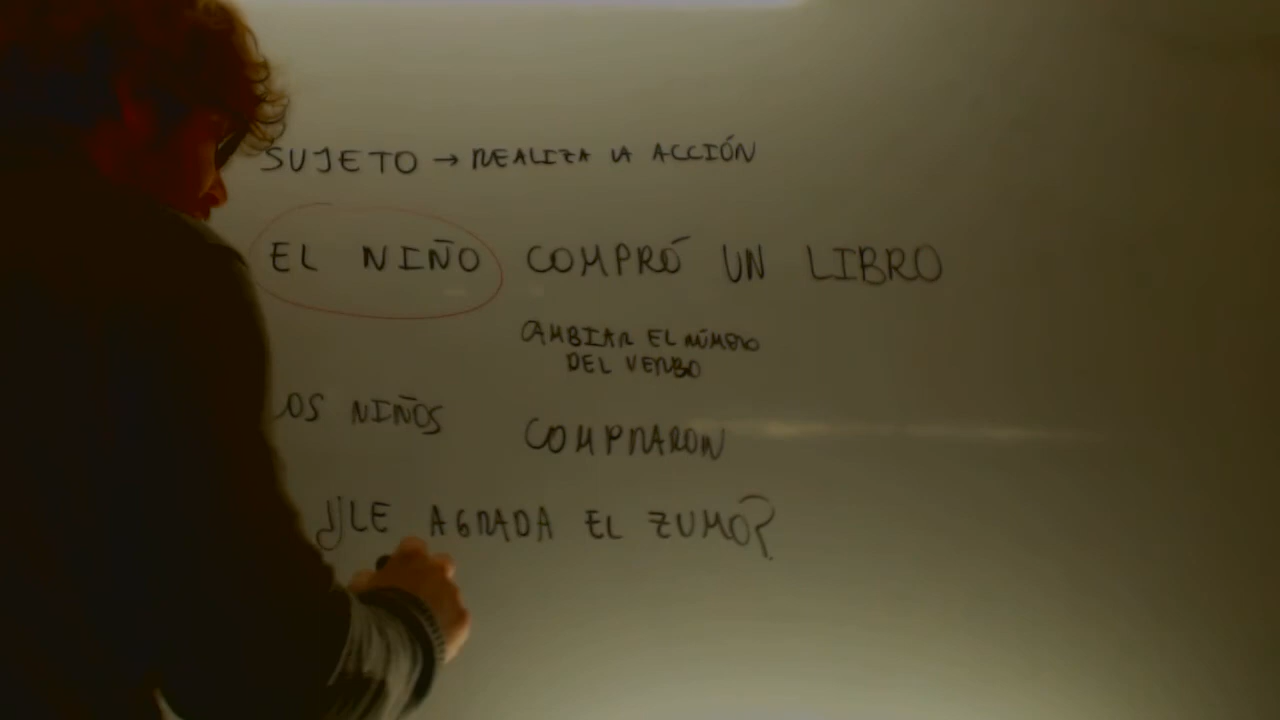 SUJETO → REALIZA LA ACCIÓN
EL NIÑO COMPRÓ UN LIBRO
CAMBIAR EL NÚMERO
DEL VERBO
LOS NIÑOS COMPRARON
¿LE AGRADA EL ZUMO?